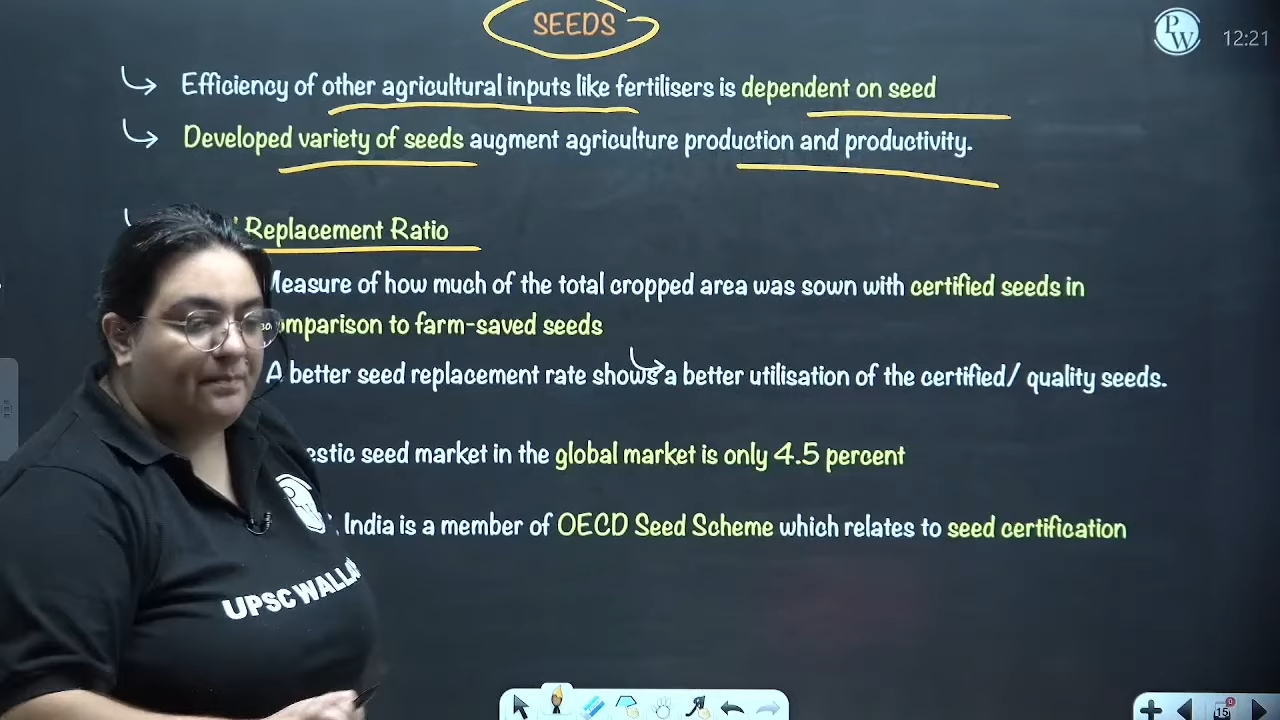 SEEDS
PW
12:21
Efficiency of other agricultural inputs like fertilisers is dependent on seed
Developed variety of seeds augment agriculture production and productivity.
Replacement Ratio
Measure of how much of the total cropped area was sown with certified seeds in
omparison to farm-saved seeds
A better seed replacement rate shows a better utilisation of the certified/ quality seeds.
estic seed market in the global market is only 4.5 percent
India is a member of OECD Seed Scheme which relates to seed certification
UPSC WALLA
15